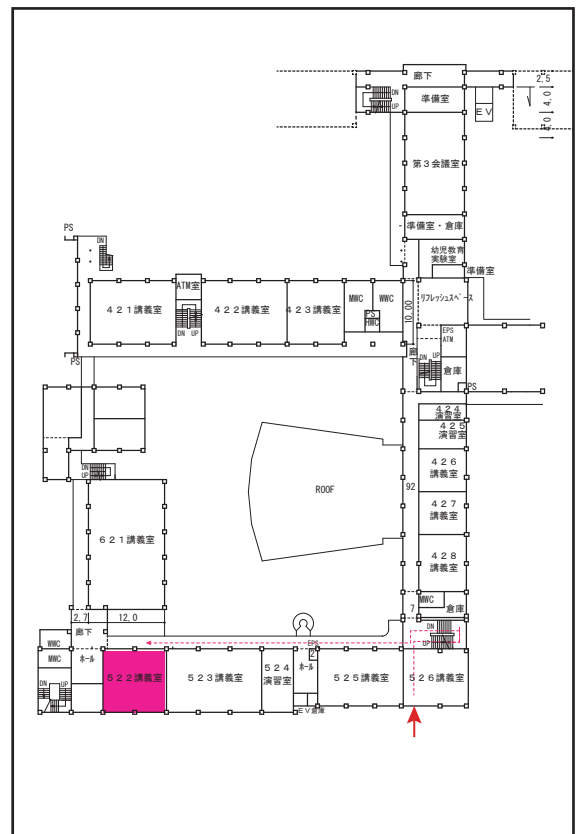 廊下
2,5
DN
UP
準備室
EV
4.0
4.0
第3会議室
準備室・倉庫
幼児教育
実験室
準備室
PS
DN
ATM室
421講義室
422講義室
423講義室
MWC
WWC
PS
HWC
DN UP
10.00
リフレッシュスペース
EPS
ATM
廊下
DN
UP
倉庫
PS
PS
424
演習室
425
演習室
426
講義室
427
講義室
428
講義室
92
ROOF
DN
UP
621講義室
MWC
倉庫
7
2,7
12.0
廊下
WWC
MWC
ホール
DN
UP
522講義室
523講義室
524
演習室
EPS
2
ホール
EV倉庫
525講義室
526講義室
DN
UP